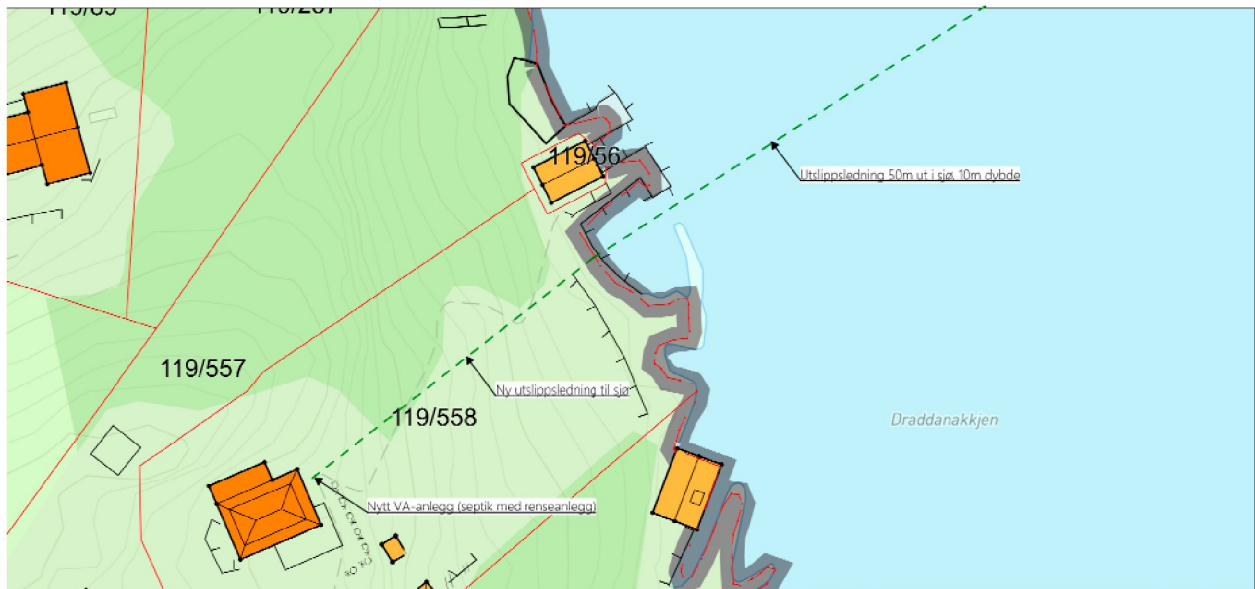 119/56
Utslippsledning 50m ut i sjø, 10m dybde
119/557
Ny utslippsledning til sjø
119/558
Draddanakkjen
Nytt VA-anlegg (septik med renseanlegg)